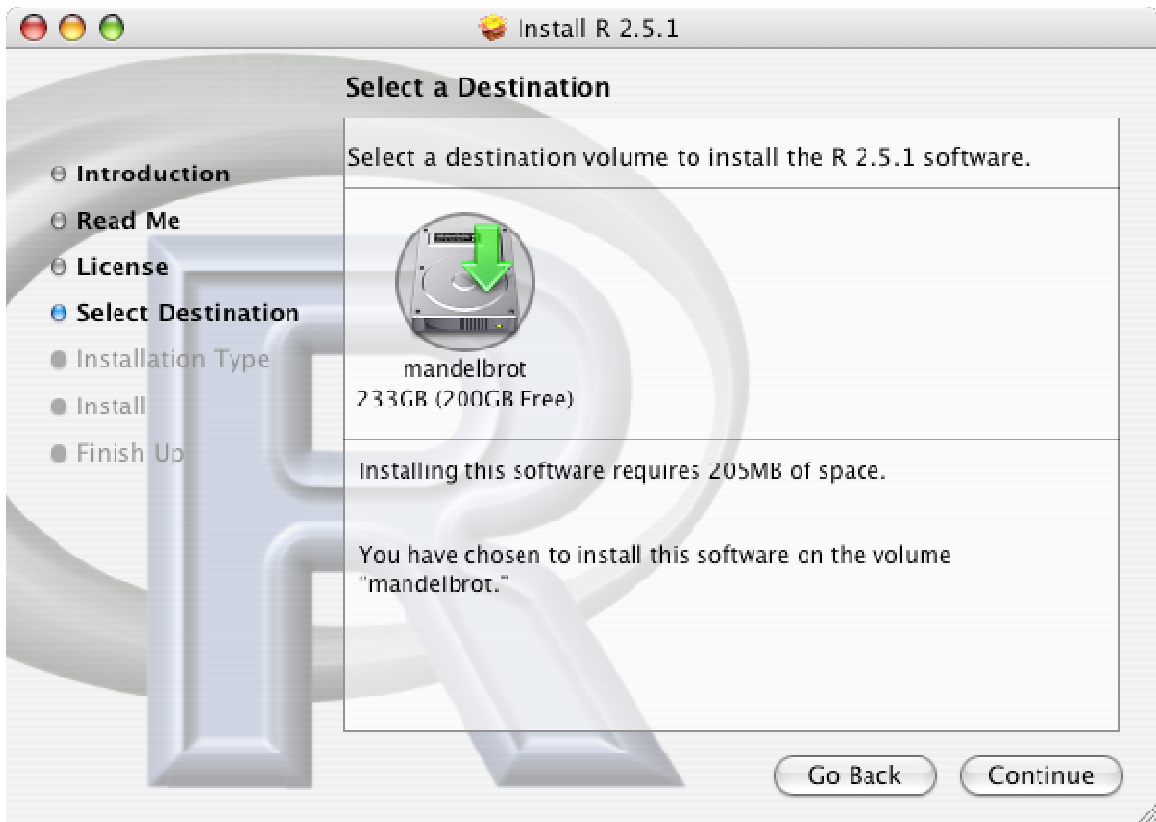 Install R 2.5.1
Select a Destination
Introduction
Read Me
License
Select Destination
Installation Type
Install
Finish Up
Select a destination volume to install the R 2.5.1 software.
mandelbrot
233GB (200GB Free)
Installing this software requires 205MB of space.
You have chosen to install this software on the volume
"mandelbrot."
R
Go Back
Continue